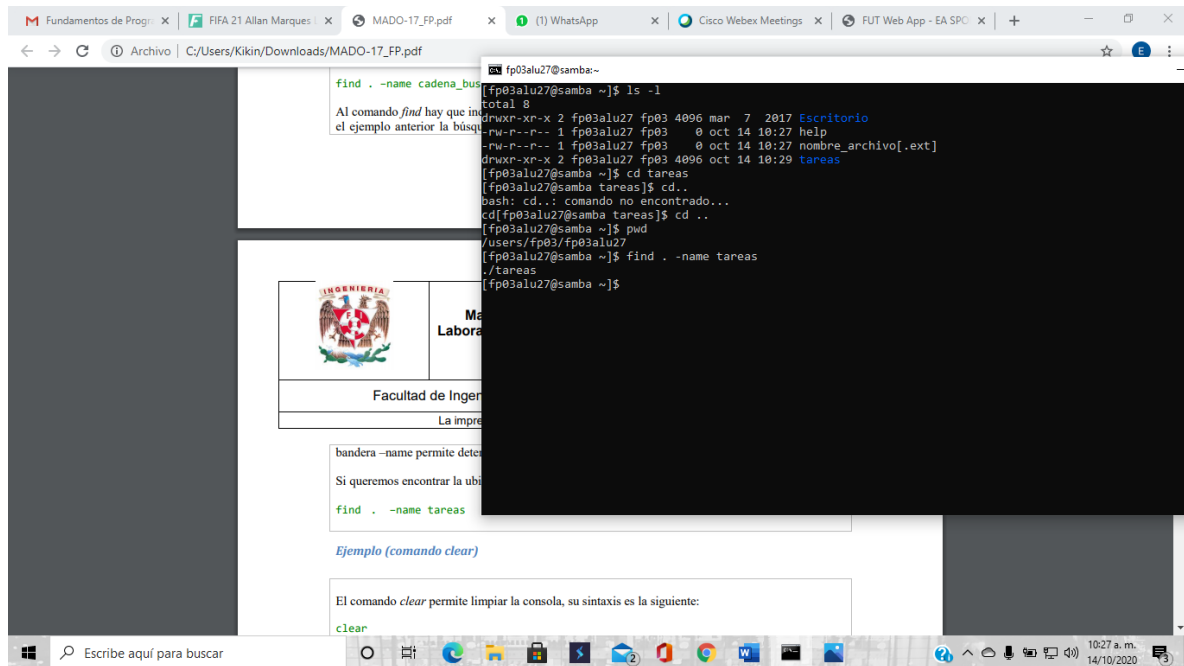 Fundamentos de Progra
FIFA 21 Allan Marques
MADO-17_FP.pdf
(1) WhatsApp
Cisco Webex Meetings
FUT Web App - EA SPO
Archivo | C:/Users/Kikin/Downloads/MADO-17_FP.pdf
E
find . -name cadena_bus
Al comando find hay que in
el ejemplo anterior la búsqu
INGENIERIA
Ma
Labora
Facultad de Inger
La impre
bandera –name permite deter
Si queremos encontrar la ubi
find . -name tareas
Ejemplo (comando clear)
El comando clear permite limpiar la consola, su sintaxis es la siguiente:
clear
fp03alu27@samba:~
[fp03alu27@samba ~]$ ls -l
total 8
drwxr-xr-x 2 fp03alu27 fp03 4096 mar  7  2017 Escritorio
-rw-r--r-- 1 fp03alu27 fp03    0 oct 14 10:27 help
-rw-r--r-- 1 fp03alu27 fp03    0 oct 14 10:27 nombre_archivo[.ext]
drwxr-xr-x 2 fp03alu27 fp03 4096 oct 14 10:29 tareas
[fp03alu27@samba ~]$ cd tareas
[fp03alu27@samba tareas]$ cd..
bash: cd..: comando no encontrado...
cd[fp03alu27@samba tareas]$ cd ..
[fp03alu27@samba ~]$ pwd
/users/fp03/fp03alu27
[fp03alu27@samba ~]$ find . -name tareas
./tareas
[fp03alu27@samba ~]$
Escribe aquí para buscar
2
10:27 a. m.
14/10/2020
3